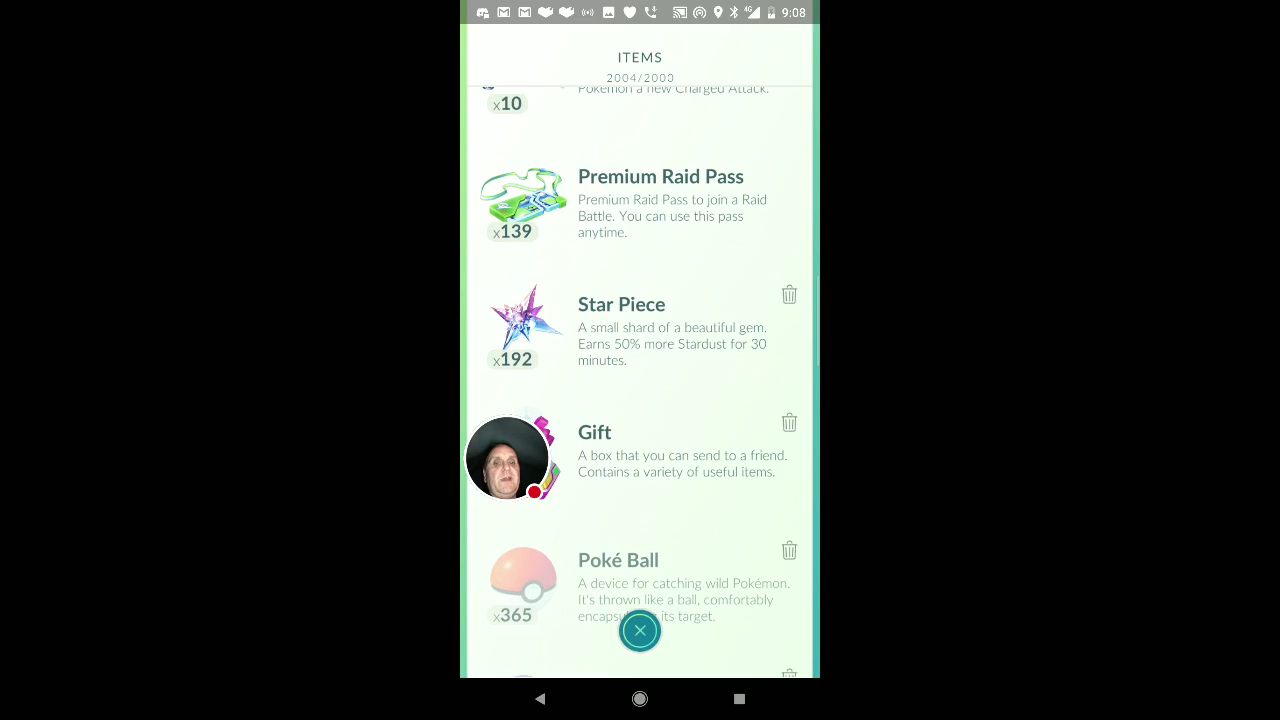 4G 9:08
ITEMS
2004/2000
Pokémon a new Charged Attack.
x10
Premium Raid Pass
Premium Raid Pass to join a Raid
Battle. You can use this pass
anytime.
x139
Star Piece
A small shard of a beautiful gem.
Earns 50% more Stardust for 30
minutes.
x192
Gift
A box that you can send to a friend.
Contains a variety of useful items.
Poké Ball
A device for catching wild Pokémon.
It's thrown like a ball, comfortably
its target.
x365